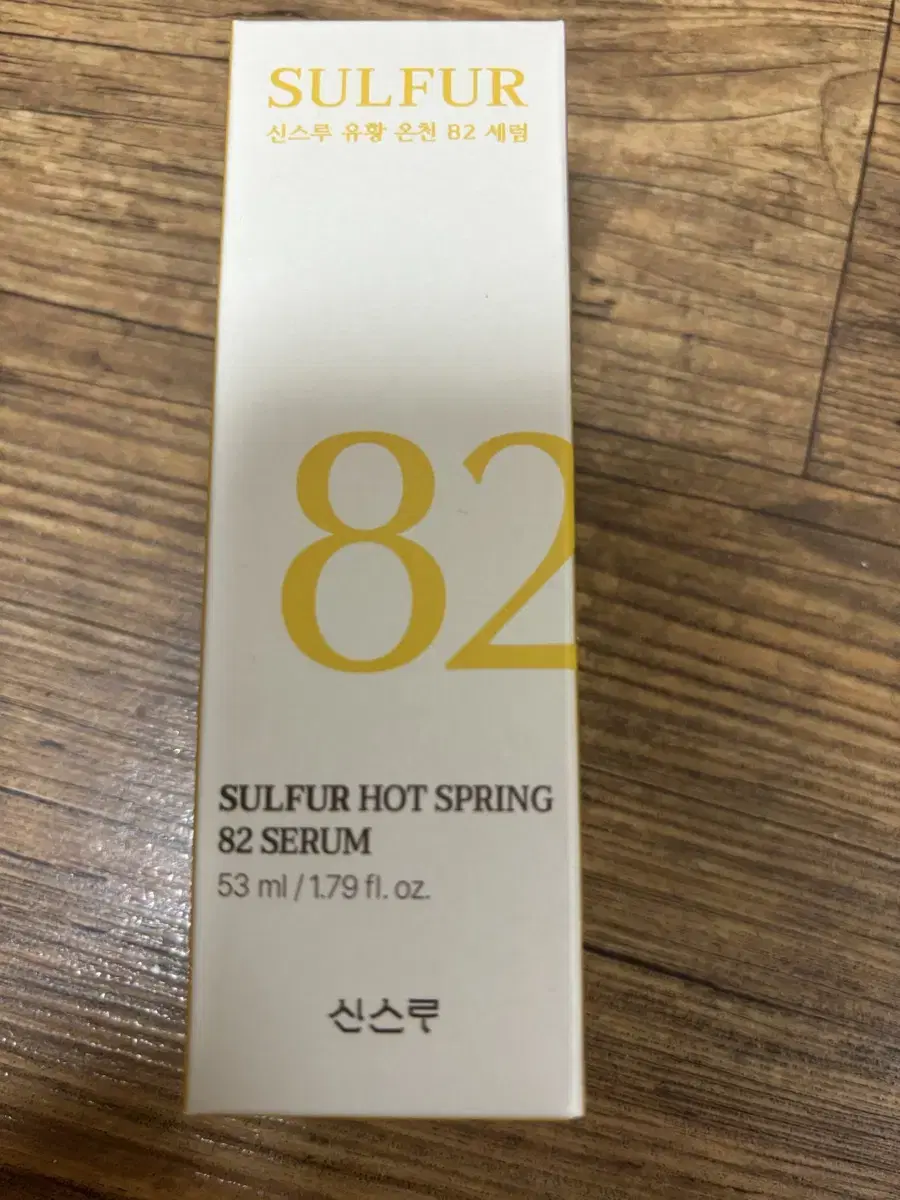 SULFUR
신스루 유황 온천 82 세럼
82
SULFUR HOT SPRING
82 SERUM
53 ml / 1.79 fl. oz.
신스루